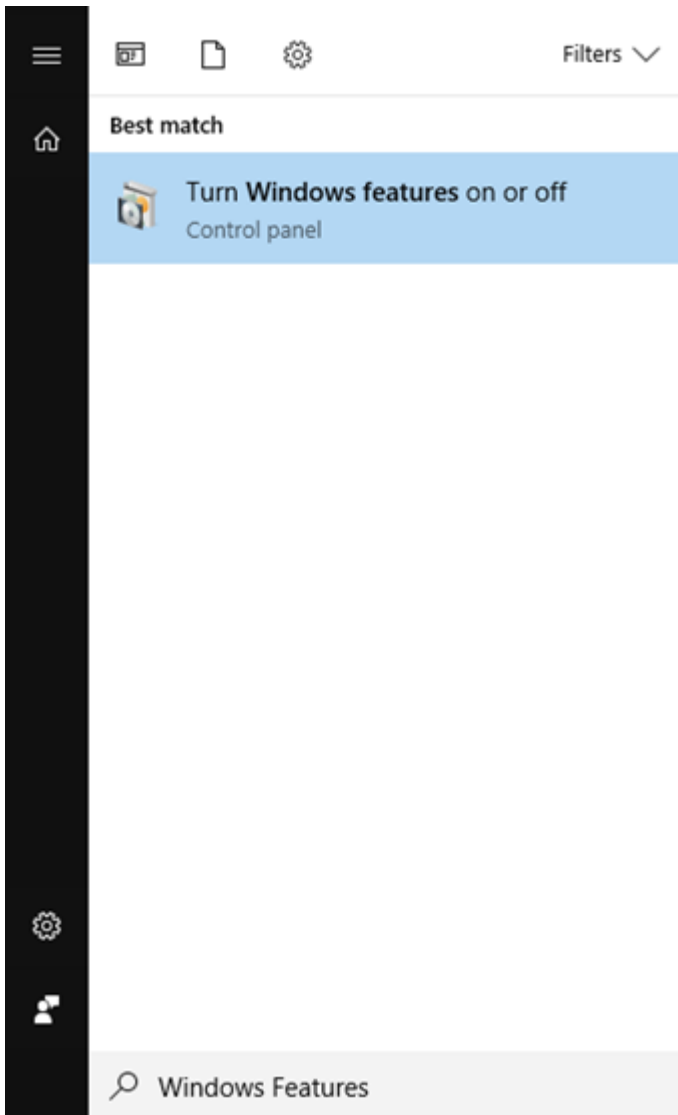 Filters
Best match
Turn Windows features on or off
Control panel
Windows Features